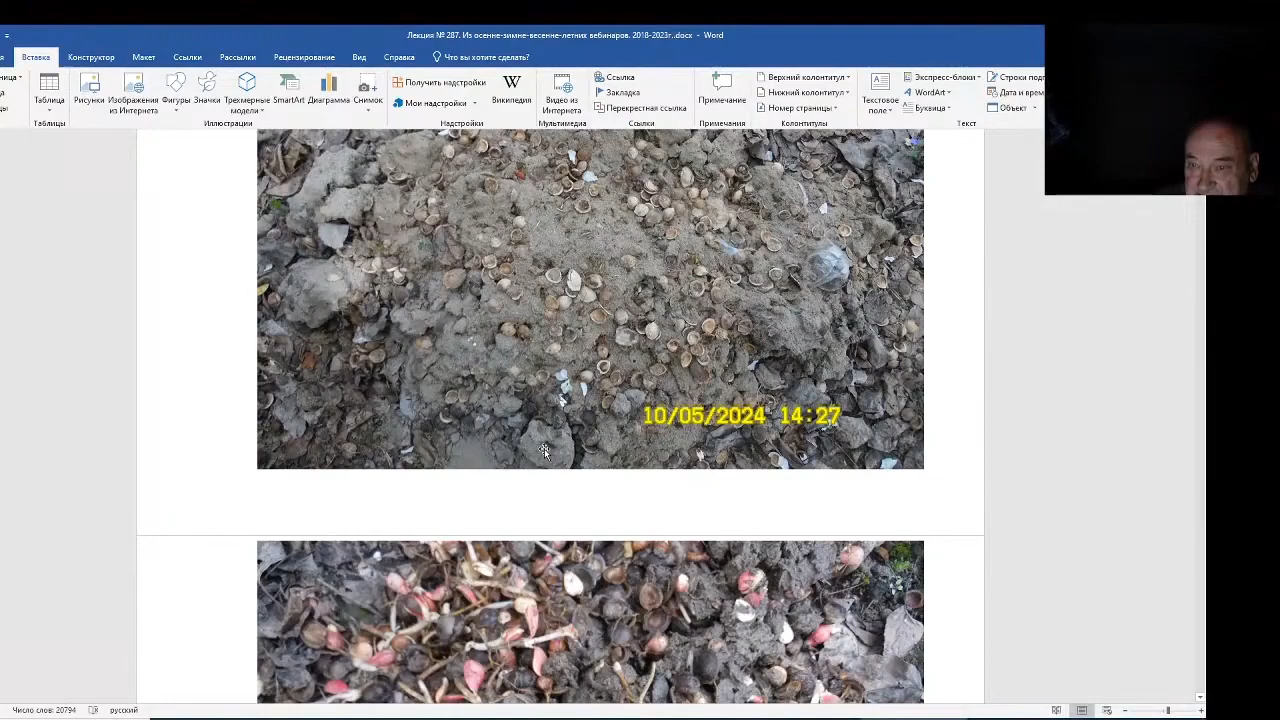 Лекция № 287. Из осенне-зимне-весенне-летних вебинаров. 2018-2023г..docx - Word
я Вставка Конструктор Макет Ссылки Рассылки Рецензирование Вид Справка Что вы хотите сделать?
Таблица
Таблицы
Рисунки
Изображения из Интернета
Фигуры
Значки
Трехмерные модели
SmartArt
Диаграмма
Снимок
Иллюстрации
Получить надстройки
Мои надстройки
Википедия
Надстройки
Видео из Интернета
Мультимедиа
Ссылка
Закладка
Перекрестная ссылка
Ссылки
Примечание
Примечания
Верхний колонтитул
Нижний колонтитул
Номер страницы
Колонтитулы
Текстовое поле
Экспресс-блоки
WordArt
Буквица
Строки под
Дата и врем
Объект
Текст
10/05/2024 14:27
Число слов: 20794 русский